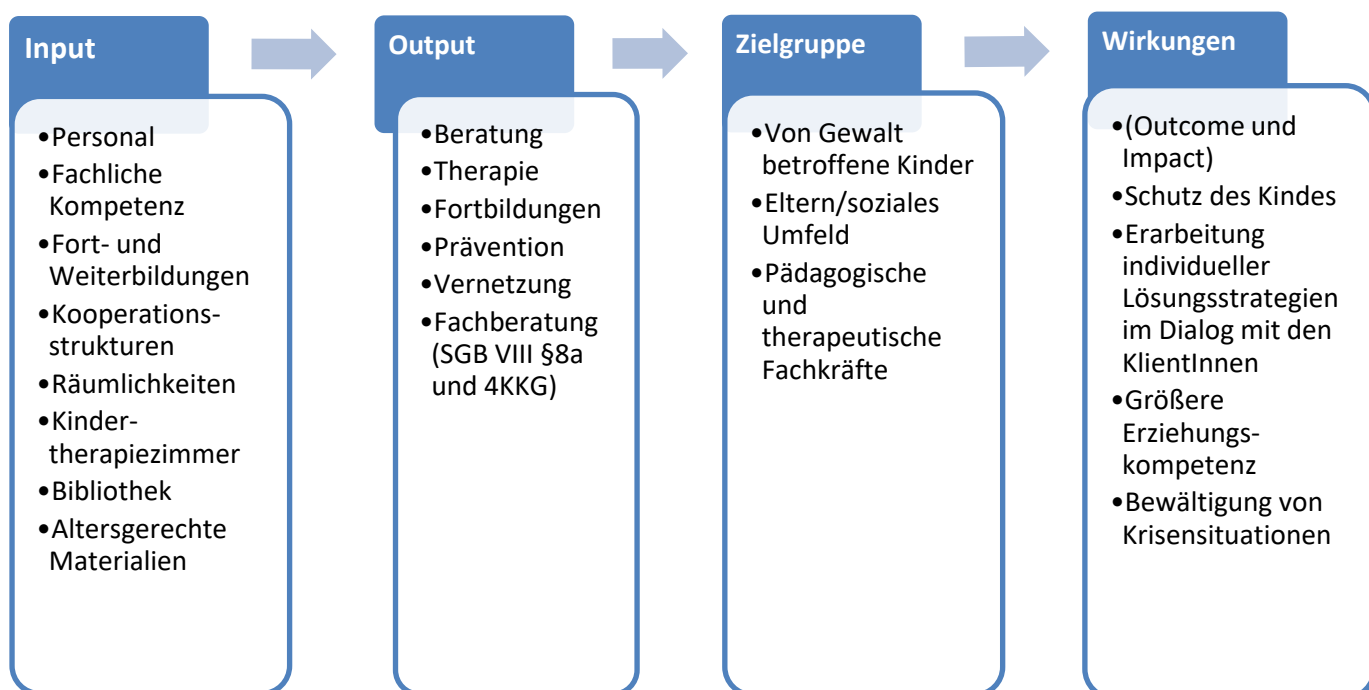 Input
•Personal
•Fachliche
Kompetenz
•Fort- und
Weiterbildungen
•Kooperations-
strukturen
•Räumlichkeiten
•Kinder-
therapiezimmer
•Bibliothek
•Altersgerechte
Materialien
Output
•Beratung
•Therapie
•Fortbildungen
•Prävention
•Vernetzung
•Fachberatung
(SGB VIII §8a
und 4KKG)
Zielgruppe
•Von Gewalt
betroffene Kinder
•Eltern/soziales
Umfeld
•Pädagogische
und
therapeutische
Fachkräfte
Wirkungen
•(Outcome und
Impact)
•Schutz des Kindes
•Erarbeitung
individueller
Lösungsstrategien
im Dialog mit den
KlientInnen
•Größere
Erziehungs-
kompetenz
•Bewältigung von
Krisensituationen